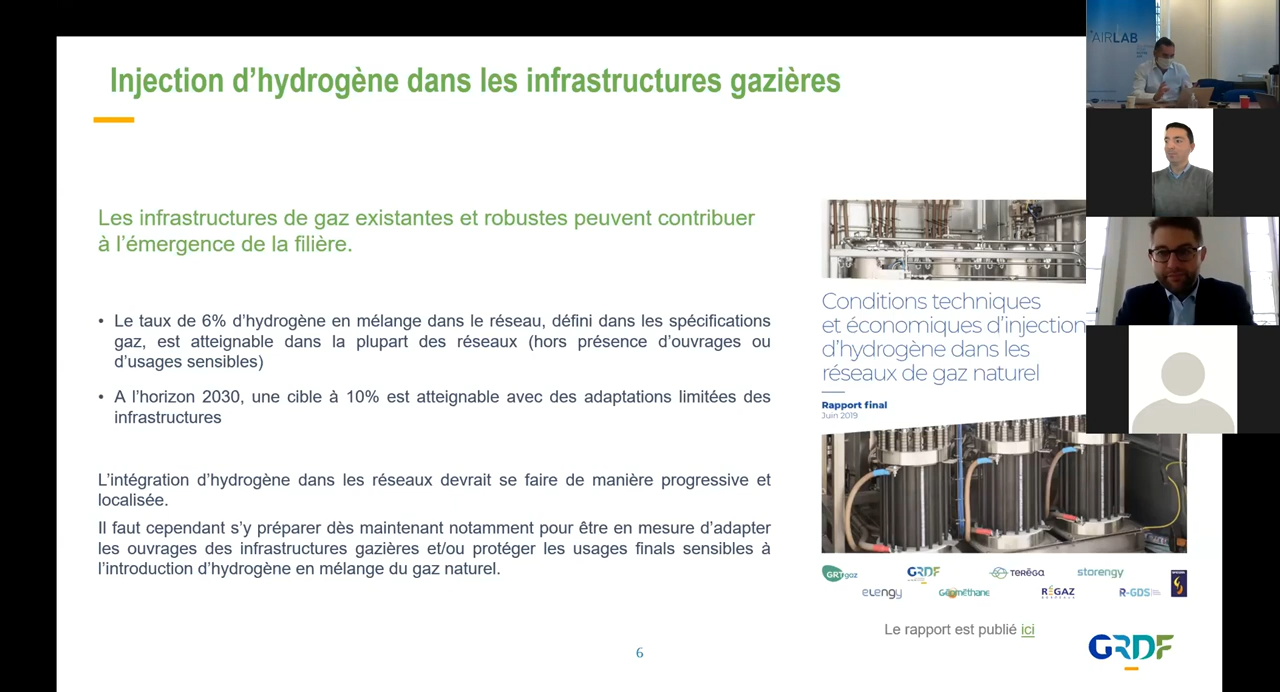 Injection d’hydrogène dans les infrastructures gazières
AIRLAB
Les infrastructures de gaz existantes et robustes peuvent contribuer
à l’émergence de la filière.
• Le taux de 6% d’hydrogène en mélange dans le réseau, défini dans les spécifications
gaz, est atteignable dans la plupart des réseaux (hors présence d’ouvrages ou
d’usages sensibles)
• A l’horizon 2030, une cible à 10% est atteignable avec des adaptations limitées des
infrastructures
L’intégration d’hydrogène dans les réseaux devrait se faire de manière progressive et
localisée.
Il faut cependant s’y préparer dès maintenant notamment pour être en mesure d’adapter
les ouvrages des infrastructures gazières et/ou protéger les usages finals sensibles à
l’introduction d’hydrogène en mélange du gaz naturel.
Conditions techniques
et économiques d’injection
d’hydrogène dans les
réseaux de gaz naturel
Rapport final
Juin 2019
GRTgaz GRDF TERÉGA storengy
elengy Géométhane RÉGAZ BORDEAUX R-GDS
Le rapport est publié ici
GRDF
6